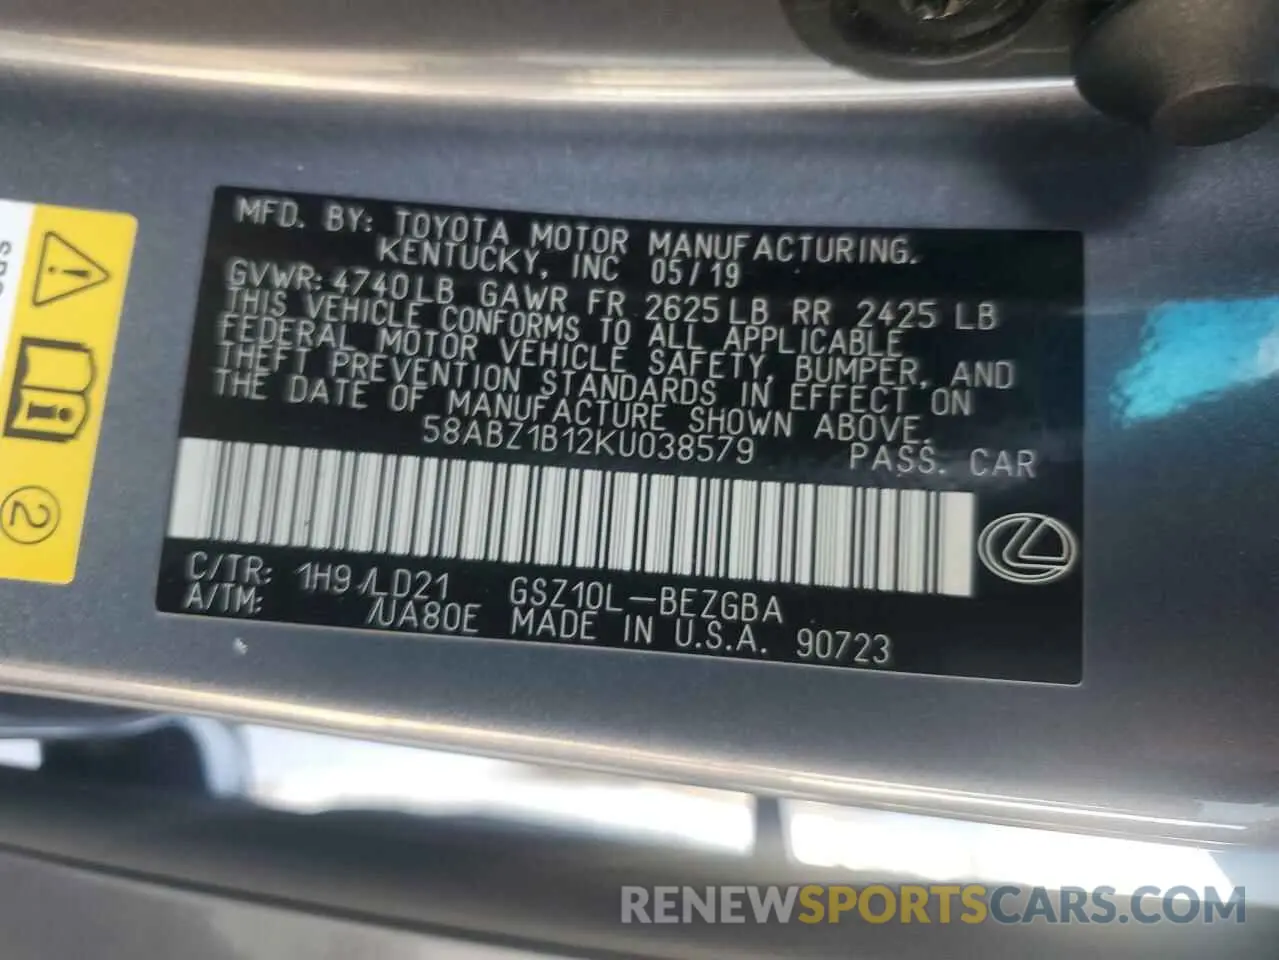 MFD. BY: TOYOTA MOTOR MANUFACTURING.
KENTUCKY, INC 05/19
GVWR: 4740LB GAWR FR 2625LB RR 2425 LB
THIS VEHICLE CONFORMS TO ALL APPLICABLE
FEDERAL MOTOR VEHICLE SAFETY, BUMPER, AND
THEFT PREVENTION STANDARDS IN EFFECT ON
THE DATE OF MANUFACTURE SHOWN ABOVE.
58ABZ1B12KU038579 PASS. CAR
C/TR: 1H9/LD21 GSZ10L-BEZGBA
A/TM: /UA80E MADE IN U.S.A. 90723
2
RENEWSPORTSCARS.COM